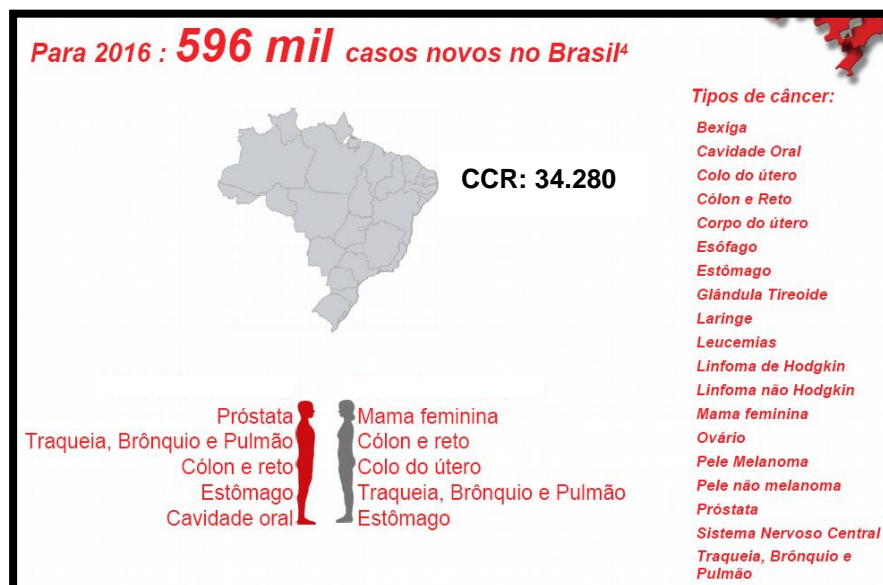 Para 2016 : 596 mil casos novos no Brasil⁴
CCR: 34.280
Próstata
Traqueia, Brônquio e Pulmão
Cólon e reto
Estômago
Cavidade oral
Mama feminina
Cólon e reto
Colo do útero
Traqueia, Brônquio e Pulmão
Estômago
Tipos de câncer:
Bexiga
Cavidade Oral
Colo do útero
Cólon e Reto
Corpo do útero
Esôfago
Estômago
Glândula Tireoide
Laringe
Leucemias
Linfoma de Hodgkin
Linfoma não Hodgkin
Mama feminina
Ovário
Pele Melanoma
Pele não melanoma
Próstata
Sistema Nervoso Central
Traqueia, Brônquio e
Pulmão